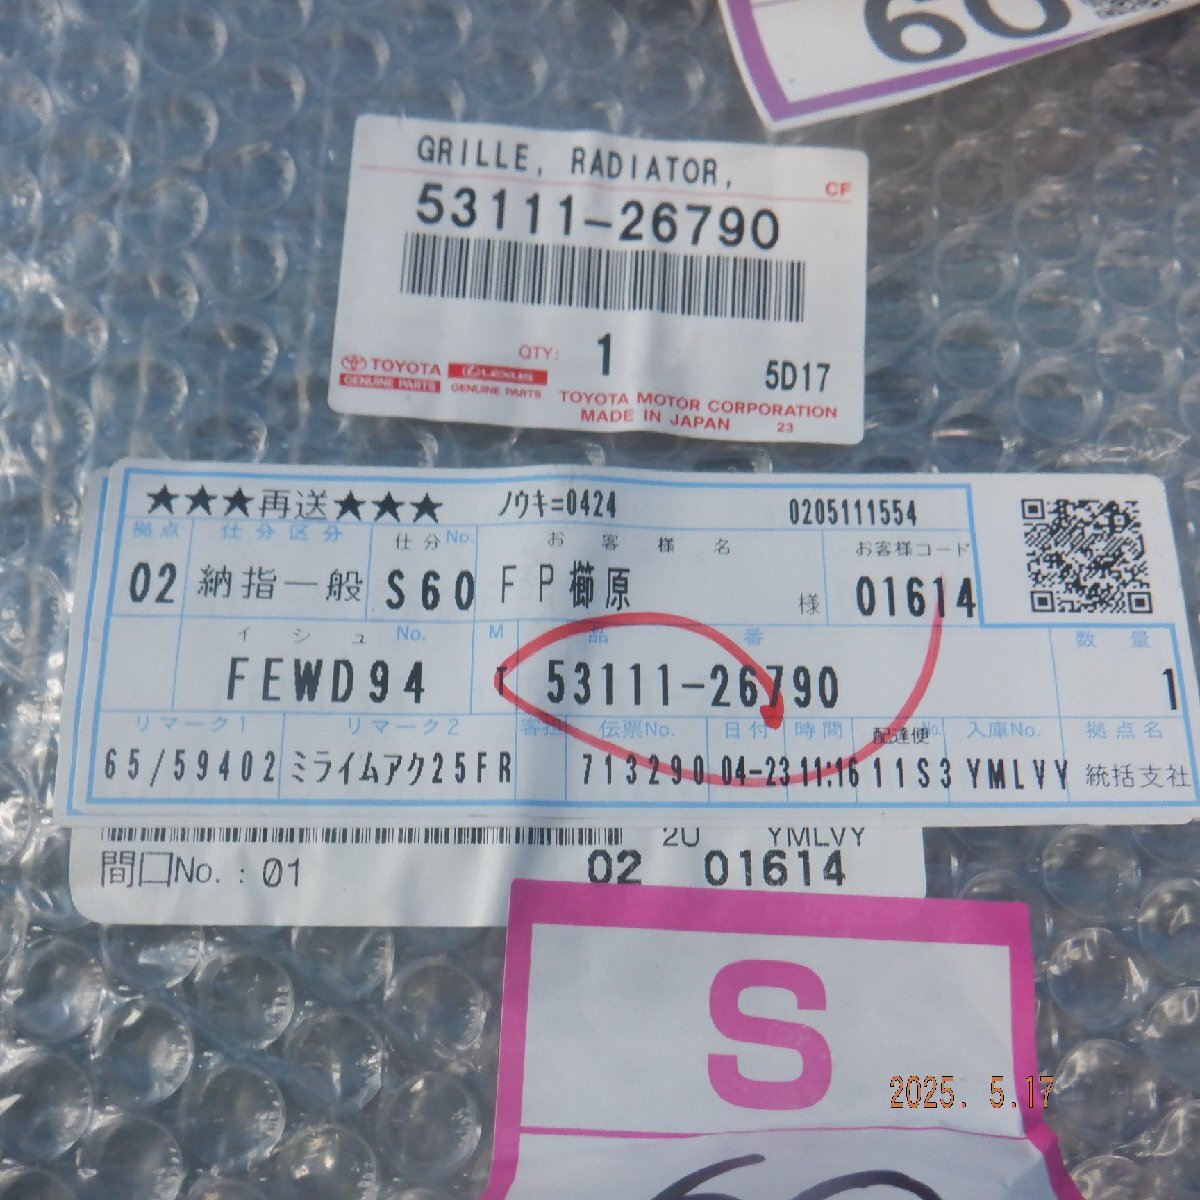 60
GRILLE, RADIATOR,
CF
53111-26790
QTY: 1
5D17
TOYOTA
GENUINE PARTS
LEXUS
GENUINE PARTS
TOYOTA MOTOR CORPORATION
MADE IN JAPAN 23
★★★再送★★★ ノウキ=0424 0205111554
拠点 仕分区分 仕分No. お客様名 お客様コード
02 納指一般 S60 FP櫛原 様 01614
イシュNo. M 品番 数量
FEWD94 T 53111-26790 1
リマーク1 リマーク2 客担 伝票No. 日付 時間 配達便No. 入庫No. 拠点名
65/59402 ミライムアク25FR 713290 04-23 11:16 11S3 YMLVY 統括支社
2U YMLVY
間口No.:01 02 01614
S
2025. 5.17
60